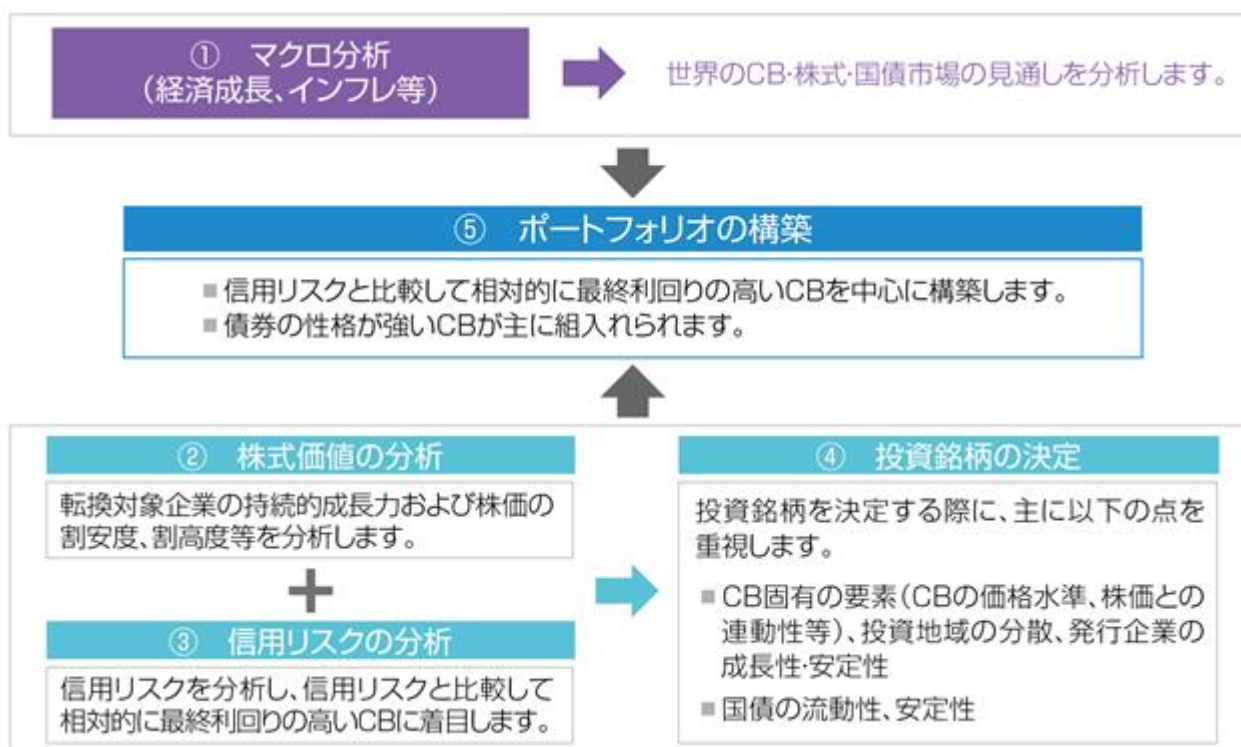 ① マクロ分析
（経済成長、インフレ等）
世界のCB・株式・国債市場の見通しを分析します。
⑤ ポートフォリオの構築
■信用リスクと比較して相対的に最終利回りの高いCBを中心に構築します。
■債券の性格が強いCBが主に組入れられます。
② 株式価値の分析
転換対象企業の持続的成長力および株価の
割安度、割高度等を分析します。
＋
③ 信用リスクの分析
信用リスクを分析し、信用リスクと比較して
相対的に最終利回りの高いCBに着目します。
④ 投資銘柄の決定
投資銘柄を決定する際に、主に以下の点を
重視します。
■CB固有の要素（CBの価格水準、株価との
連動性等）、投資地域の分散、発行企業の
成長性・安定性
■国債の流動性、安定性